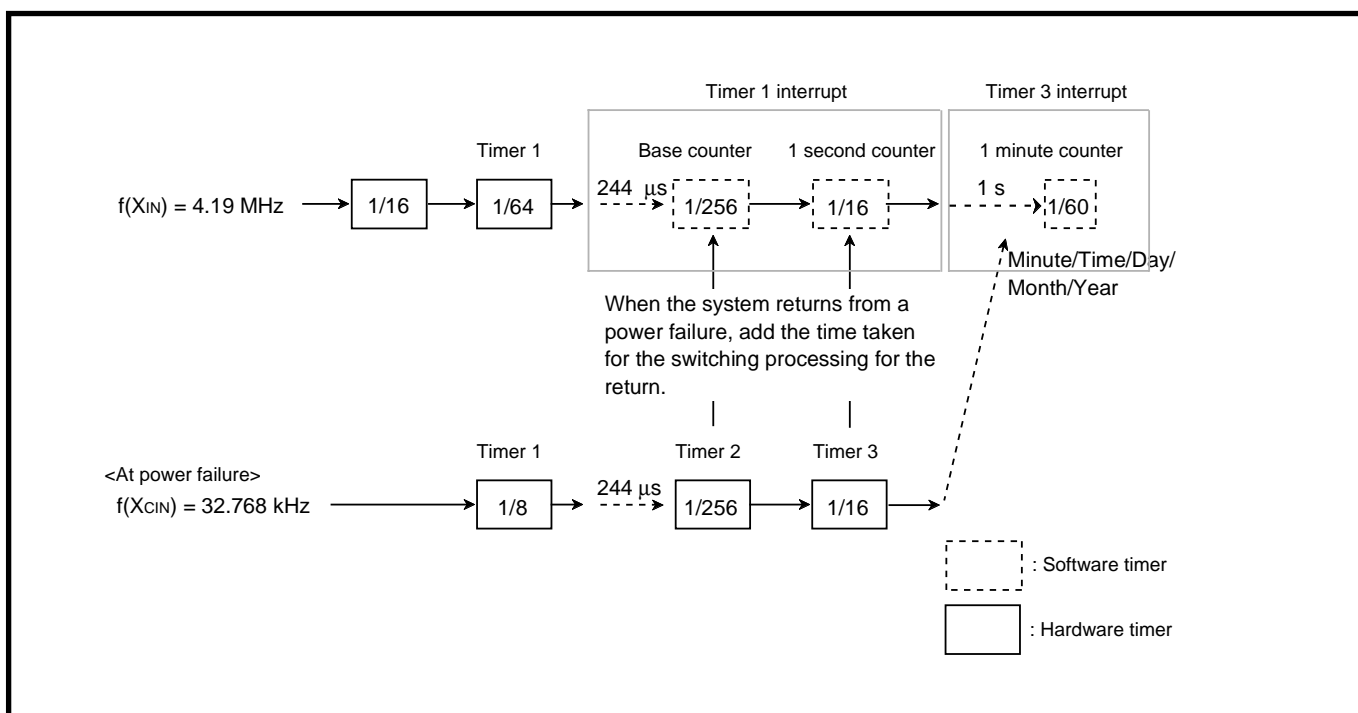 Timer 1 interrupt
Timer 3 interrupt
Timer 1
Base counter
1 second counter
1 minute counter
f(XIN) = 4.19 MHz
1/16
1/64
244 μs
1/256
1/16
1 s
1/60
Minute/Time/Day/
Month/Year
When the system returns from a
power failure, add the time taken
for the switching processing for the
return.
Timer 1
Timer 2
Timer 3
<At power failure>
f(XCIN) = 32.768 kHz
1/8
244 μs
1/256
1/16
: Software timer
: Hardware timer